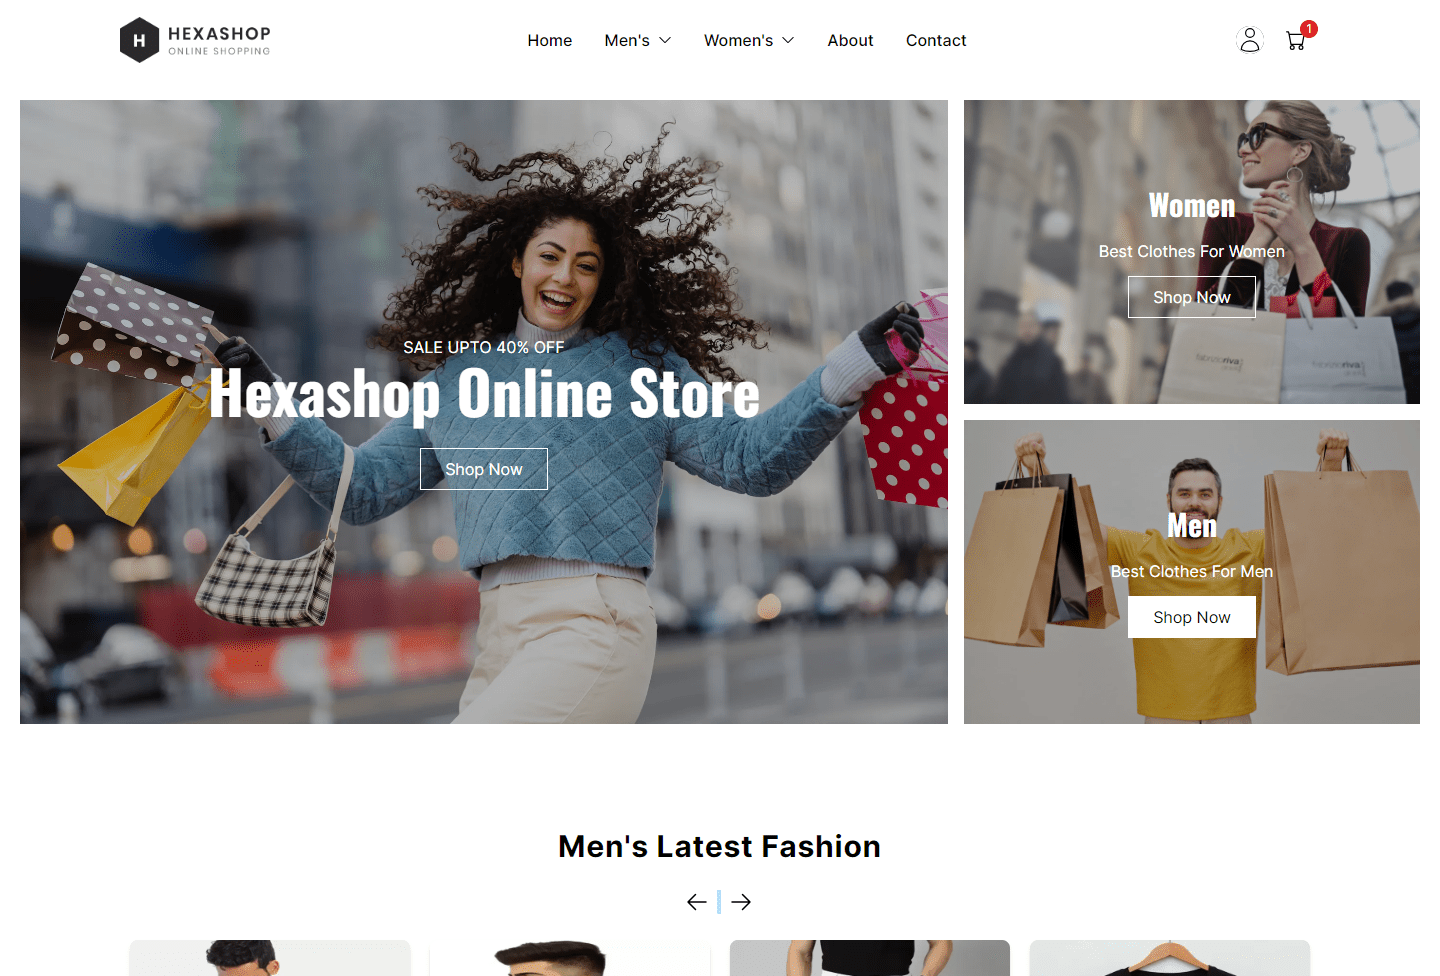 H
HEXASHOP
ONLINE SHOPPING
Home
Men's
Women's
About
Contact
1
SALE UPTO 40% OFF
Hexashop Online Store
Shop Now
Women
Best Clothes For Women
Shop Now
Men
Best Clothes For Men
Shop Now
Men's Latest Fashion